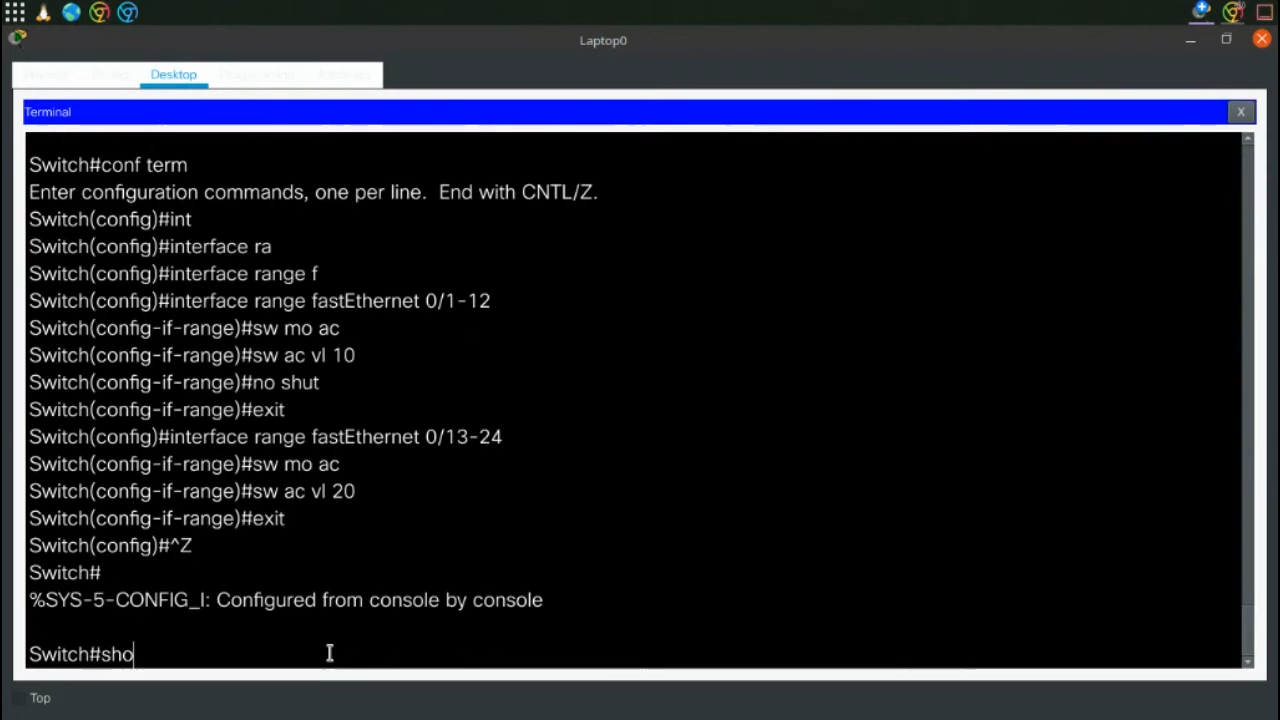 Laptop0
Desktop
Terminal
X
Switch#conf term
Enter configuration commands, one per line.  End with CNTL/Z.
Switch(config)#int
Switch(config)#interface ra
Switch(config)#interface range f
Switch(config)#interface range fastEthernet 0/1-12
Switch(config-if-range)#sw mo ac
Switch(config-if-range)#sw ac vl 10
Switch(config-if-range)#no shut
Switch(config-if-range)#exit
Switch(config)#interface range fastEthernet 0/13-24
Switch(config-if-range)#sw mo ac
Switch(config-if-range)#sw ac vl 20
Switch(config-if-range)#exit
Switch(config)#^Z
Switch#
%SYS-5-CONFIG_I: Configured from console by console
Switch#sho
Top